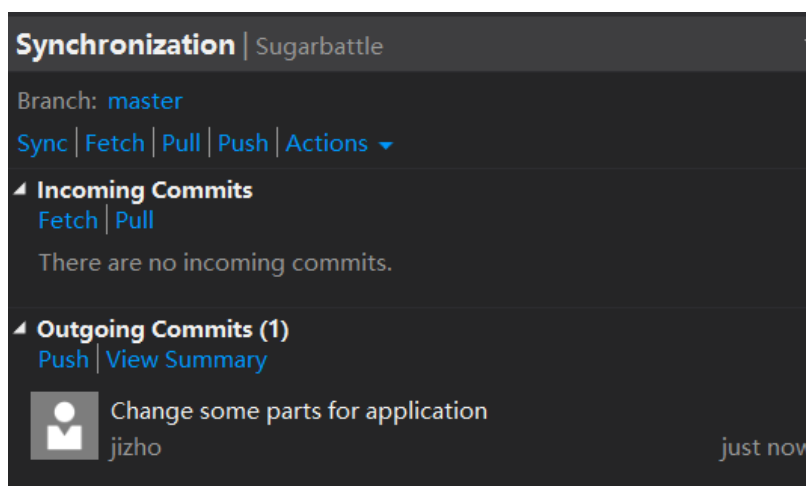 Synchronization | Sugarbattle
Branch: master
Sync | Fetch | Pull | Push | Actions
Incoming Commits
Fetch | Pull
There are no incoming commits.
Outgoing Commits (1)
Push | View Summary
Change some parts for application
jizho just now